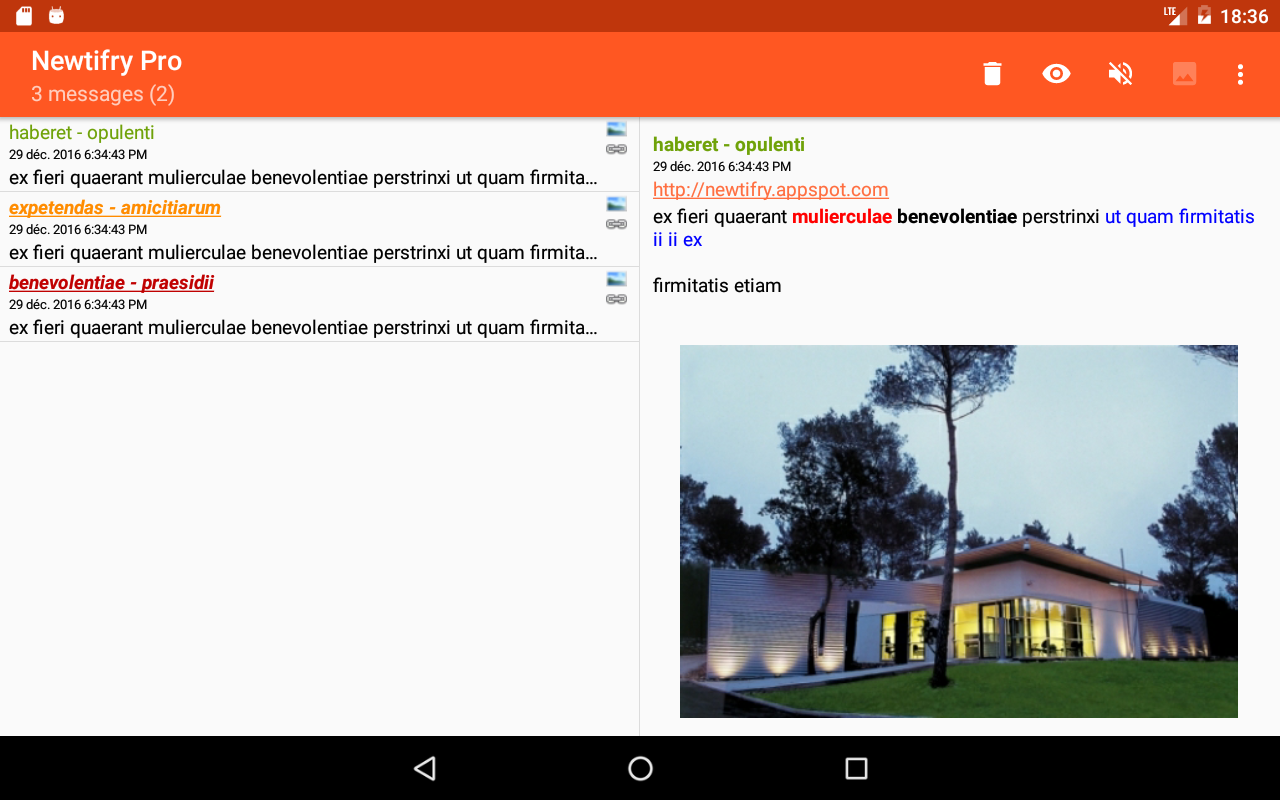 LTE 18:36
Newtifry Pro
3 messages (2)
haberet - opulenti
29 déc. 2016 6:34:43 PM
ex fieri quaerant mulierculae benevolentiae perstrinxi ut quam firmita...
expetendas - amicitiarum
29 déc. 2016 6:34:43 PM
ex fieri quaerant mulierculae benevolentiae perstrinxi ut quam firmita...
benevolentiae - praesidii
29 déc. 2016 6:34:43 PM
ex fieri quaerant mulierculae benevolentiae perstrinxi ut quam firmita...
haberet - opulenti
29 déc. 2016 6:34:43 PM
http://newtifry.appspot.com
ex fieri quaerant mulierculae benevolentiae perstrinxi ut quam firmitatis
ii ii ex
firmitatis etiam